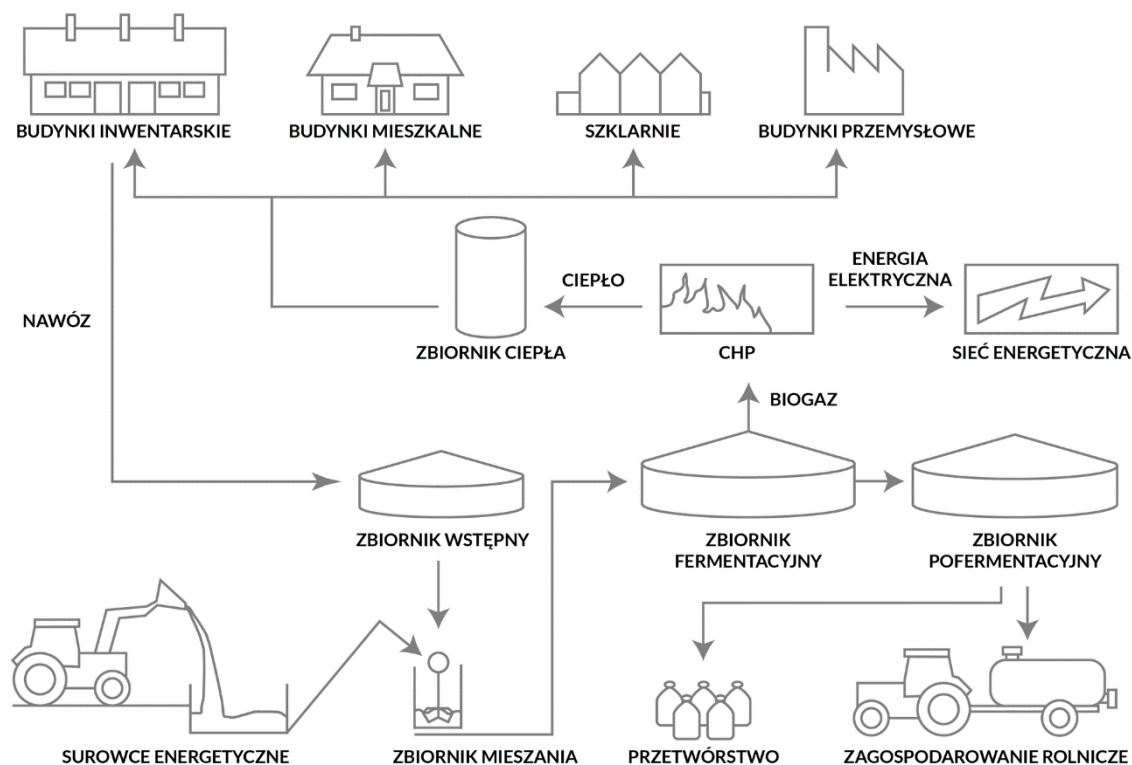 BUDYNKI INWENTARSKIE
BUDYNKI MIESZKALNE
SZKLARNIE
BUDYNKI PRZEMYSŁOWE
NAWÓZ
CIEPŁO
ENERGIA
ELEKTRYCZNA
ZBIORNIK CIEPŁA
CHP
SIEĆ ENERGETYCZNA
BIOGAZ
ZBIORNIK WSTĘPNY
ZBIORNIK
FERMENTACYJNY
ZBIORNIK
POFERMENTACYJNY
SUROWCE ENERGETYCZNE
ZBIORNIK MIESZANIA
PRZETWÓRSTWO
ZAGOSPODAROWANIE ROLNICZE